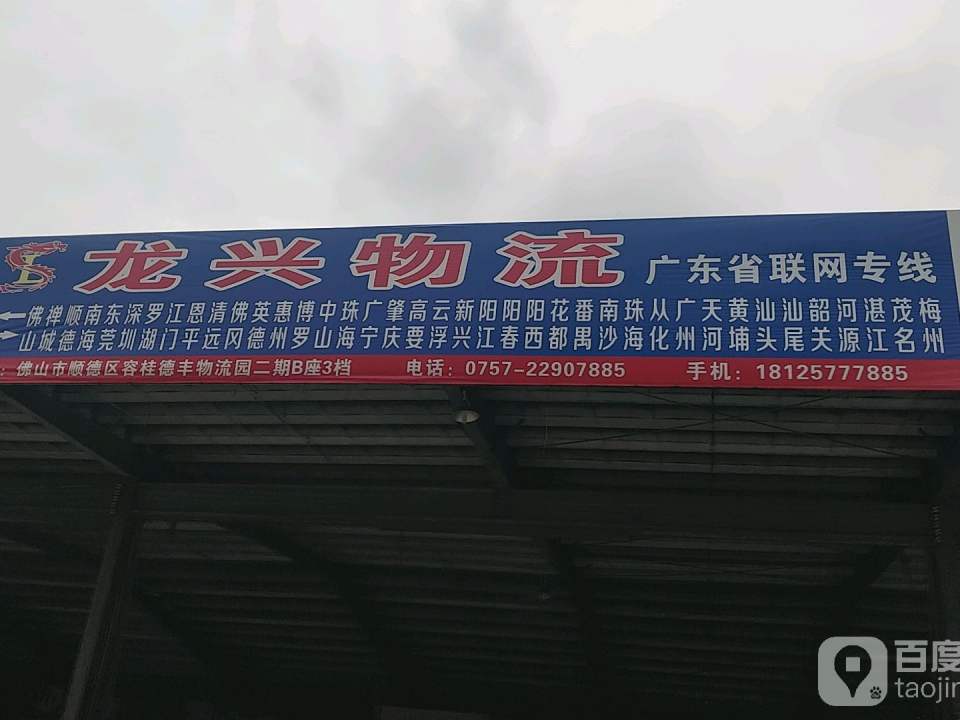 龙兴物流 广东省联网专线
佛禅顺南东深罗江恩清佛英惠博中珠广肇高云新阳阳阳花番南珠从广天黄汕汕韶河湛茂梅
山城德海莞圳湖门平远冈德州罗山海宁庆要浮兴江春西都禺沙海化州河埔头尾关源江名州
：佛山市顺德区容桂德丰物流园二期B座3档 电话：0757-22907885 手机：18125777885
百度
taojin